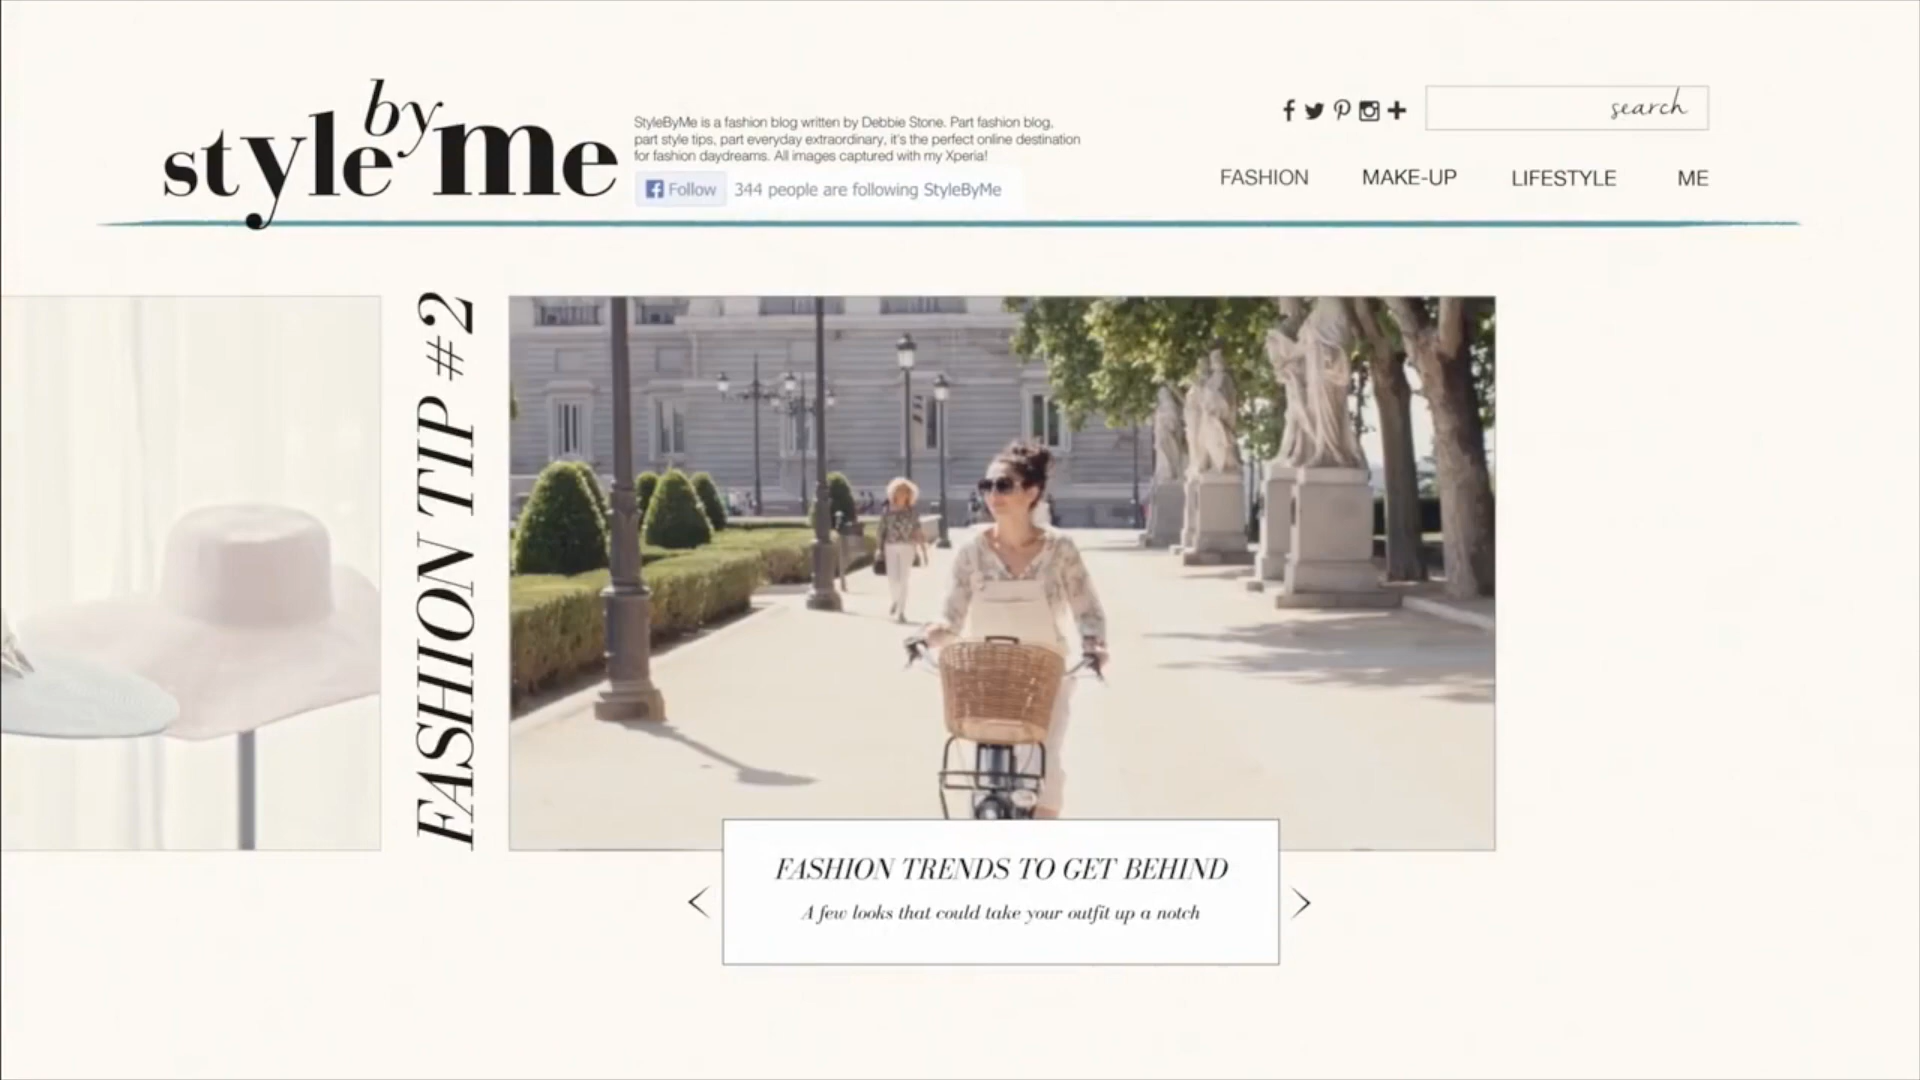 style by me
StyleByMe is a fashion blog written by Debbie Stone. Part fashion blog,
part style tips, part everyday extraordinary, it's the perfect online destination
for fashion daydreams. All images captured with my Xperia!
Follow 344 people are following StyleByMe
search
FASHION MAKE-UP LIFESTYLE ME
FASHION TIP #2
FASHION TRENDS TO GET BEHIND
A few looks that could take your outfit up a notch